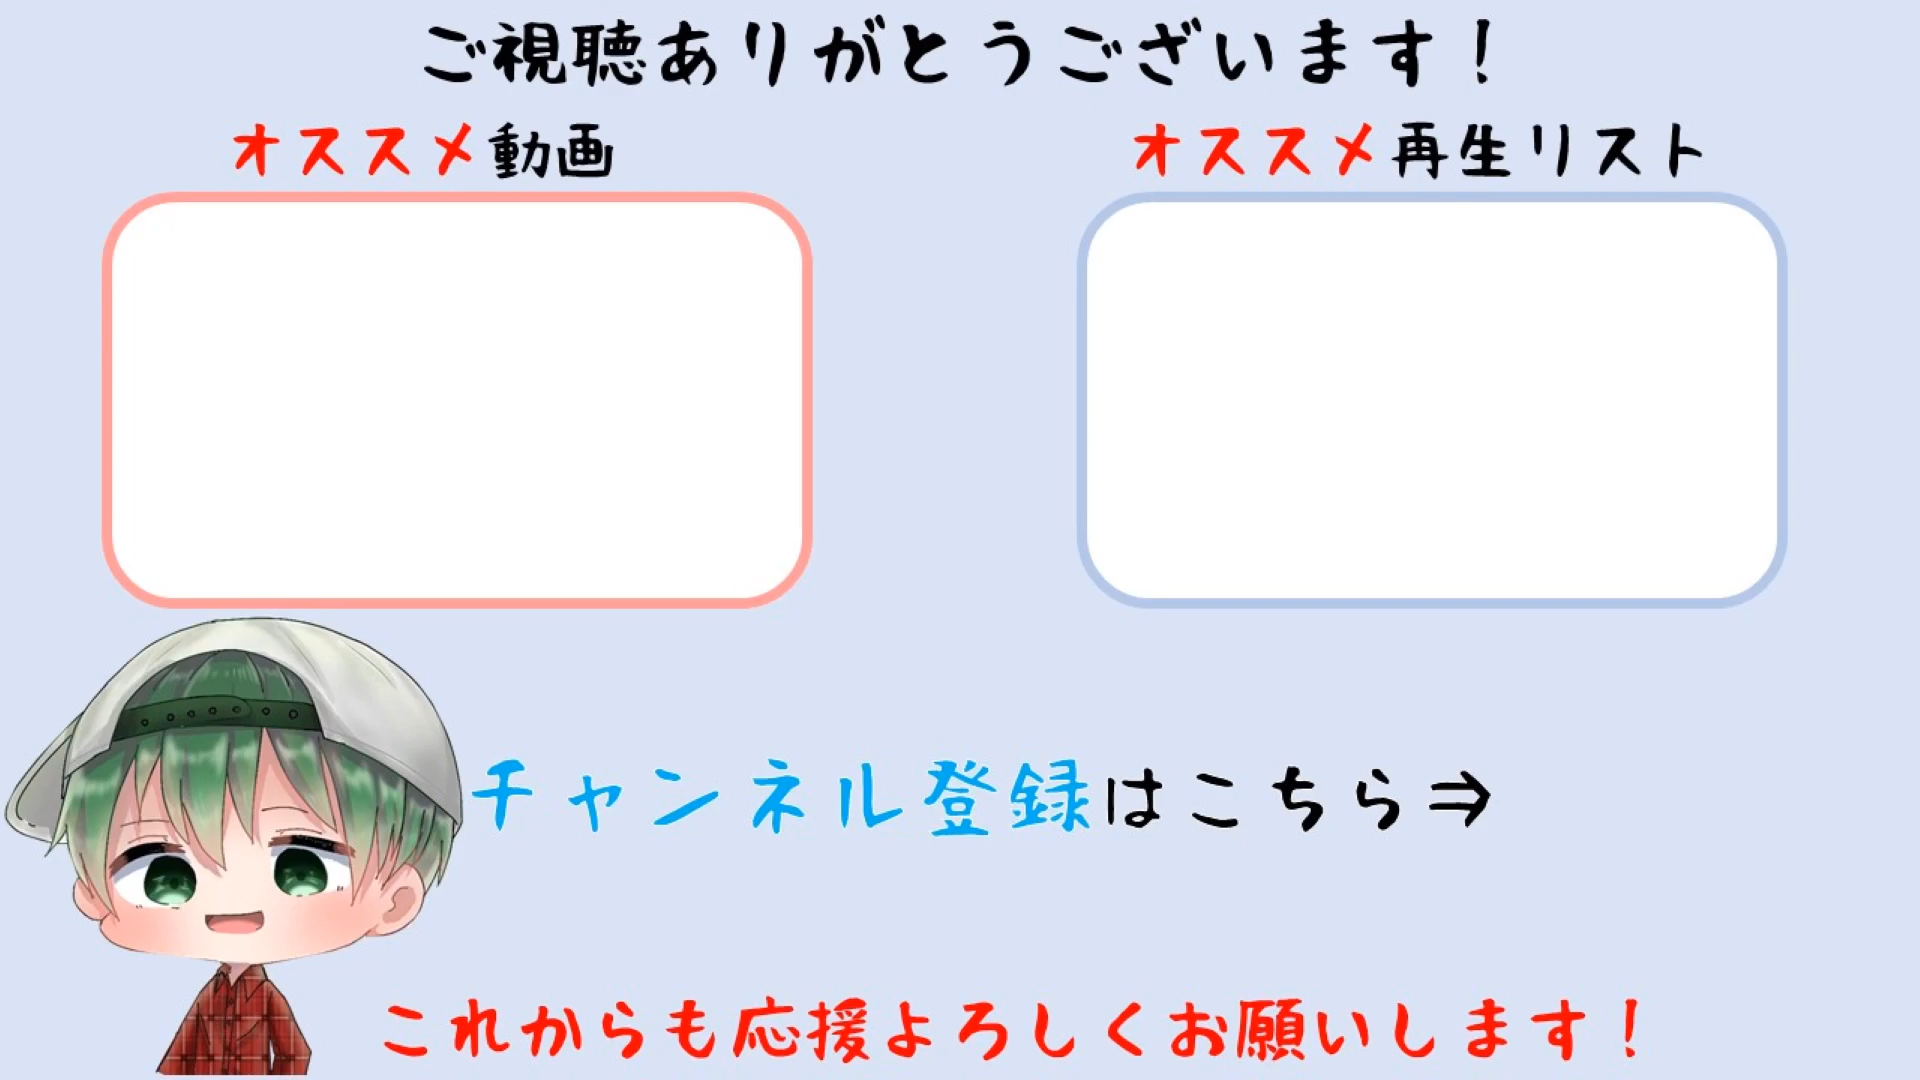 ご視聴ありがとうございます！
オススメ動画
オススメ再生リスト
チャンネル登録はこちら⇒
これからも応援よろしくお願いします！